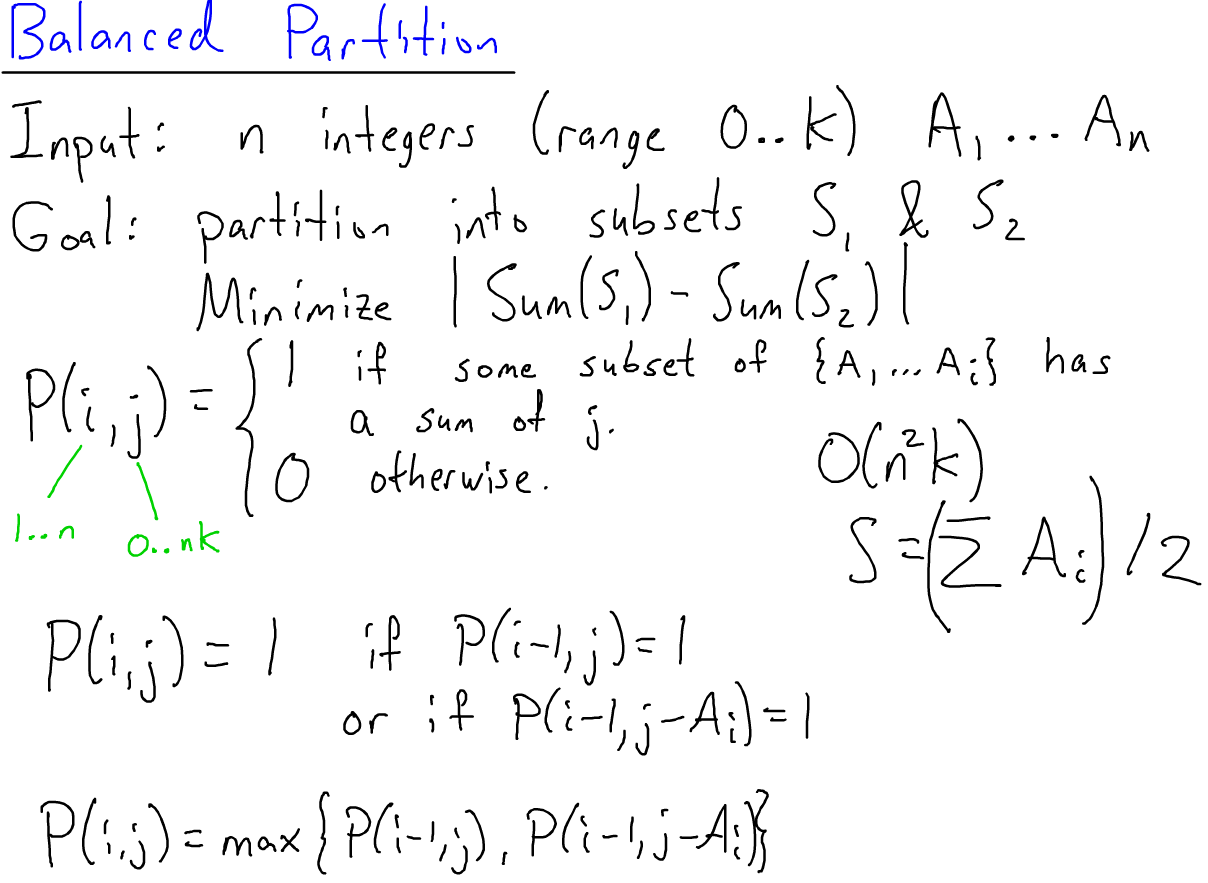 Balanced Partition
Input: n integers (range 0..k) A₁ ... Aₙ
Goal: partition into subsets S₁ & S₂
Minimize | Sum(S₁) - Sum(S₂) |
P(i,j) = { 1 if some subset of {A₁ ... Aᵢ} has
a sum of j.
0 otherwise.
O(n²k)
1..n
0..nk
S = (Σ Aᵢ) / 2
P(i,j) = 1 if P(i-1,j) = 1
or if P(i-1,j-Aᵢ) = 1
P(i,j) = max { P(i-1,j), P(i-1,j-Aᵢ)}